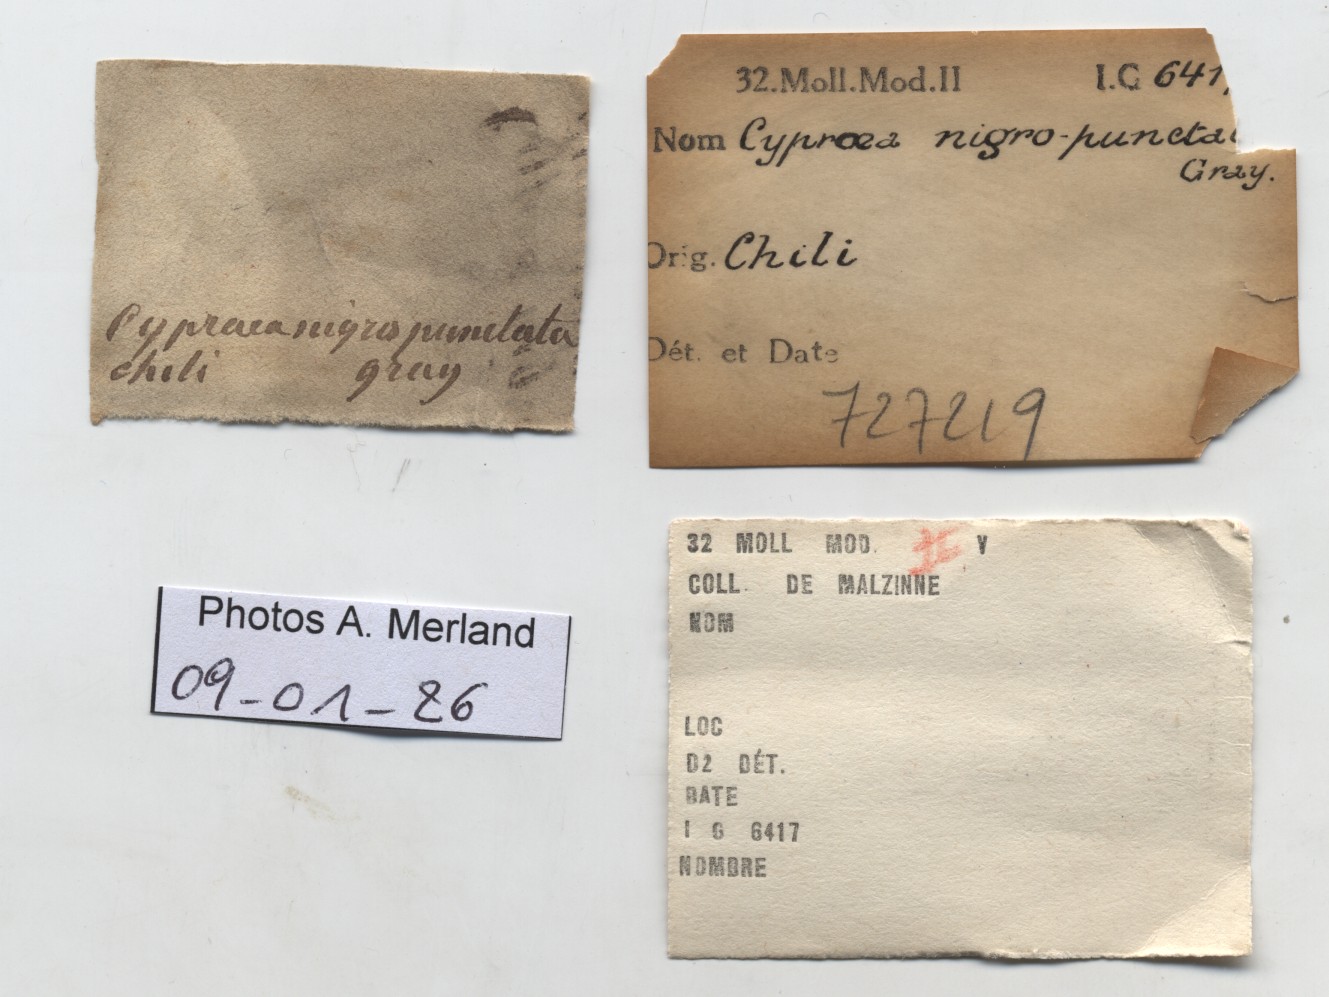 Cypraea nigropunctata
chili gray
32.Moll.Mod.II I.G 641
Nom Cypraea nigro-puncta
Gray.
Orig. Chili
Dét. et Date
727219
Photos A. Merland
09-01-26
32 MOLL MOD. V
COLL. DE MALZINNE
NOM
LOC
D2 DÉT.
DATE
I G 6417
NOMBRE